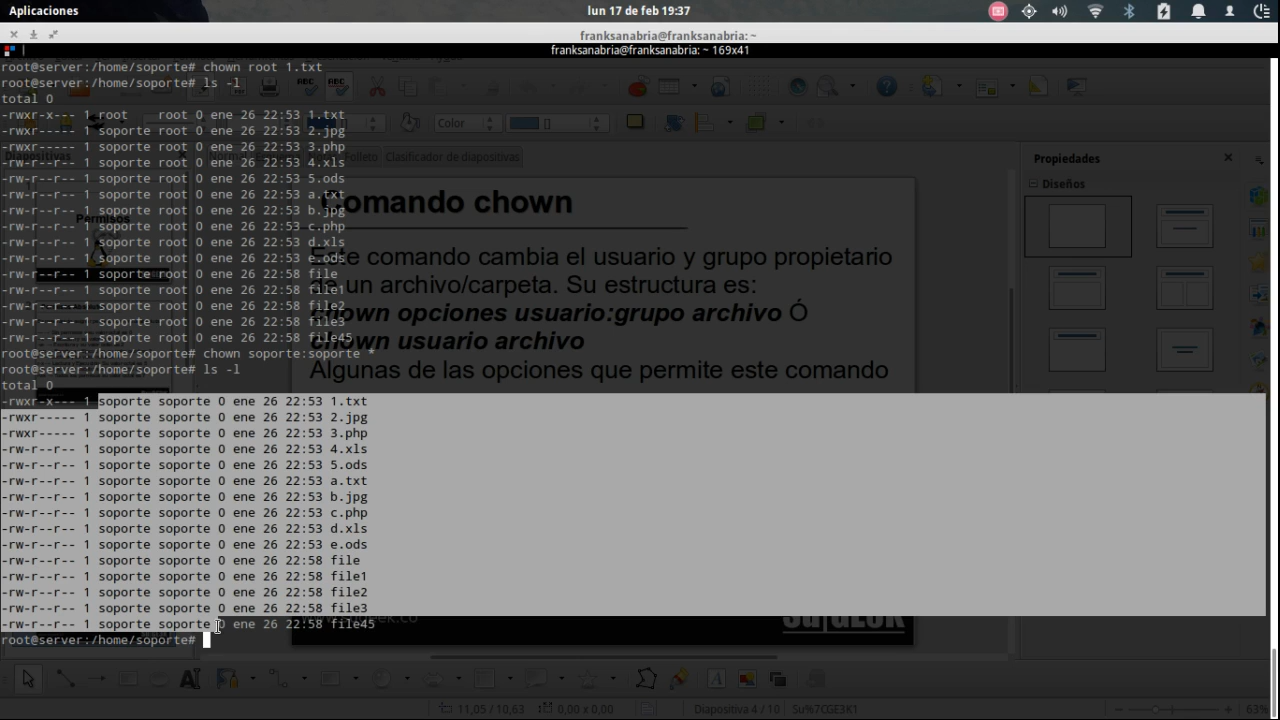 Aplicaciones
lun 17 de feb 19:37
franksanabria@franksanabria: ~
franksanabria@franksanabria: ~ 169x41
root@server:/home/soporte# chown root 1.txt
root@server:/home/soporte# ls -l
total 0
-rwxr-x--- 1 root    root 0 ene 26 22:53 1.txt
-rwxr----- 1 soporte root 0 ene 26 22:53 2.jpg
-rwxr----- 1 soporte root 0 ene 26 22:53 3.php
-rw-r--r-- 1 soporte root 0 ene 26 22:53 4.xls
-rw-r--r-- 1 soporte root 0 ene 26 22:53 5.ods
-rw-r--r-- 1 soporte root 0 ene 26 22:53 a.txt
-rw-r--r-- 1 soporte root 0 ene 26 22:53 b.jpg
-rw-r--r-- 1 soporte root 0 ene 26 22:53 c.php
-rw-r--r-- 1 soporte root 0 ene 26 22:53 d.xls
-rw-r--r-- 1 soporte root 0 ene 26 22:53 e.ods
-rw-r--r-- 1 soporte root 0 ene 26 22:58 file
-rw-r--r-- 1 soporte root 0 ene 26 22:58 file1
-rw-r--r-- 1 soporte root 0 ene 26 22:58 file2
-rw-r--r-- 1 soporte root 0 ene 26 22:58 file3
-rw-r--r-- 1 soporte root 0 ene 26 22:58 file45
root@server:/home/soporte# chown soporte:soporte *
root@server:/home/soporte# ls -l
total 0
-rwxr-x--- 1 soporte soporte 0 ene 26 22:53 1.txt
-rwxr----- 1 soporte soporte 0 ene 26 22:53 2.jpg
-rwxr----- 1 soporte soporte 0 ene 26 22:53 3.php
-rw-r--r-- 1 soporte soporte 0 ene 26 22:53 4.xls
-rw-r--r-- 1 soporte soporte 0 ene 26 22:53 5.ods
-rw-r--r-- 1 soporte soporte 0 ene 26 22:53 a.txt
-rw-r--r-- 1 soporte soporte 0 ene 26 22:53 b.jpg
-rw-r--r-- 1 soporte soporte 0 ene 26 22:53 c.php
-rw-r--r-- 1 soporte soporte 0 ene 26 22:53 d.xls
-rw-r--r-- 1 soporte soporte 0 ene 26 22:53 e.ods
-rw-r--r-- 1 soporte soporte 0 ene 26 22:58 file
-rw-r--r-- 1 soporte soporte 0 ene 26 22:58 file1
-rw-r--r-- 1 soporte soporte 0 ene 26 22:58 file2
-rw-r--r-- 1 soporte soporte 0 ene 26 22:58 file3
-rw-r--r-- 1 soporte soporte 0 ene 26 22:58 file45
root@server:/home/soporte#
Color
Folleto
Clasificador de diapositivas
Permisos
Comando chown
Este comando cambia el usuario y grupo propietario
de un archivo/carpeta. Su estructura es:
chown opciones usuario:grupo archivo Ó
chown usuario archivo
Algunas de las opciones que permite este comando
Propiedades
Diseños
11,05 / 10,63
0,00 x 0,00
Diapositiva 4 / 10
Su%7CGE3K1
63%